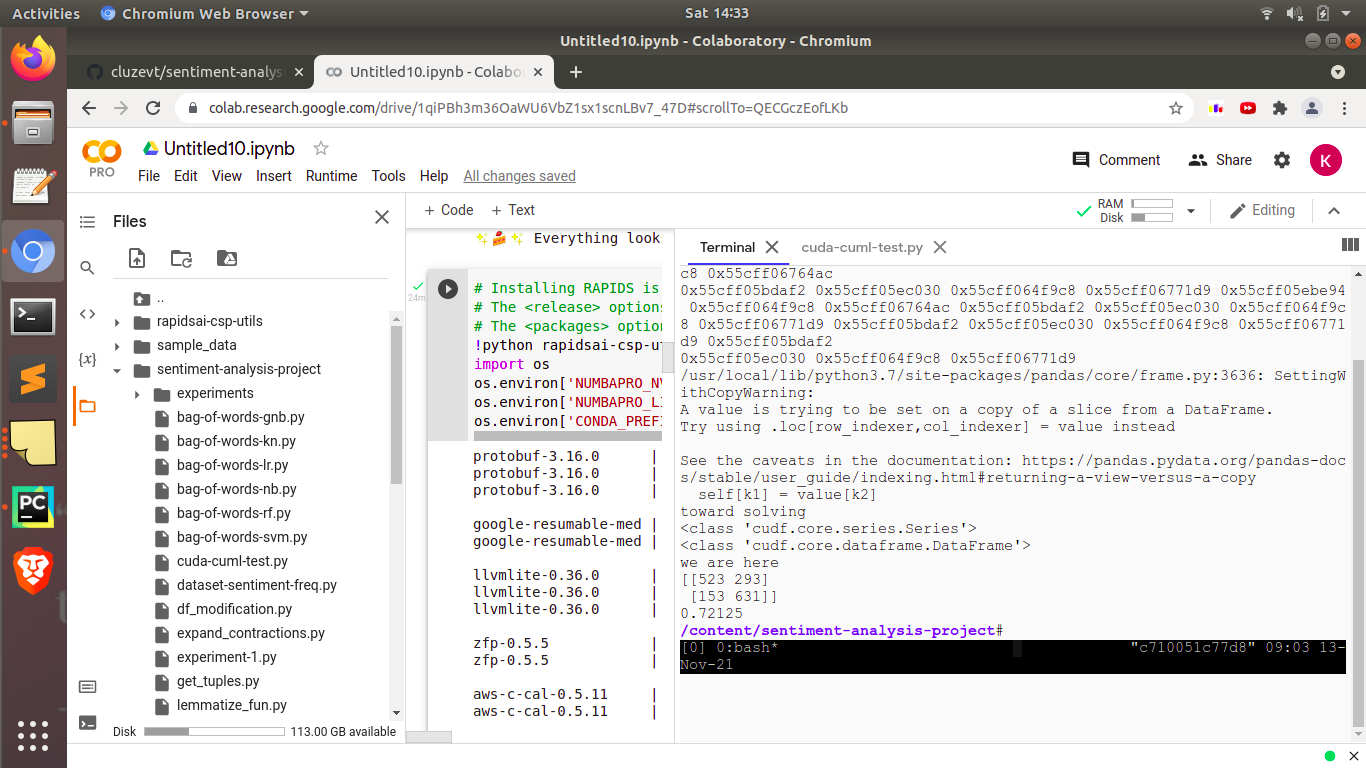 Activities
Chromium Web Browser
Sat 14:33
Untitled10.ipynb - Colaboratory - Chromium
cluzevt/sentiment-analys
Untitled10.ipynb - Colabo
colab.research.google.com/drive/1qiPBh3m36OaWU6VbZ1sx1scnLBv7_47D#scrollTo=QECGczEofLKb
CO
PRO
Untitled10.ipynb
File Edit View Insert Runtime Tools Help All changes saved
Comment
Share
K
Files
+ Code + Text
RAM
Disk
Editing
..
rapidsai-csp-utils
sample_data
sentiment-analysis-project
experiments
bag-of-words-gnb.py
bag-of-words-kn.py
bag-of-words-lr.py
bag-of-words-nb.py
bag-of-words-rf.py
bag-of-words-svm.py
cuda-cuml-test.py
dataset-sentiment-freq.py
df_modification.py
expand_contractions.py
experiment-1.py
get_tuples.py
lemmatize_fun.py
Disk
113.00 GB available
{x}
Everything look
24m
# Installing RAPIDS is
# The <release> options
# The <packages> option
!python rapidsai-csp-ut
import os
os.environ['NUMBAPRO_NV
os.environ['NUMBAPRO_LI
os.environ['CONDA_PREFI
protobuf-3.16.0 |
protobuf-3.16.0 |
protobuf-3.16.0 |
google-resumable-med |
google-resumable-med |
llvmlite-0.36.0 |
llvmlite-0.36.0 |
llvmlite-0.36.0 |
zfp-0.5.5 |
zfp-0.5.5 |
aws-c-cal-0.5.11 |
aws-c-cal-0.5.11 |
Terminal
cuda-cuml-test.py
c8 0x55cff06764ac
0x55cff05bdaf2 0x55cff05ec030 0x55cff064f9c8 0x55cff06771d9 0x55cff05ebe94
0x55cff064f9c8 0x55cff06764ac 0x55cff05bdaf2 0x55cff05ec030 0x55cff064f9c
8 0x55cff06771d9 0x55cff05bdaf2 0x55cff05ec030 0x55cff064f9c8 0x55cff06771
d9 0x55cff05bdaf2
0x55cff05ec030 0x55cff064f9c8 0x55cff06771d9
/usr/local/lib/python3.7/site-packages/pandas/core/frame.py:3636: SettingW
ithCopyWarning:
A value is trying to be set on a copy of a slice from a DataFrame.
Try using .loc[row_indexer,col_indexer] = value instead
See the caveats in the documentation: https://pandas.pydata.org/pandas-doc
s/stable/user_guide/indexing.html#returning-a-view-versus-a-copy
self[k1] = value[k2]
toward solving
<class 'cudf.core.series.Series'>
<class 'cudf.core.dataframe.DataFrame'>
we are here
[[523 293]
[153 631]]
0.72125
/content/sentiment-analysis-project#
[0] 0:bash* "c710051c77d8" 09:03 13-
Nov-21